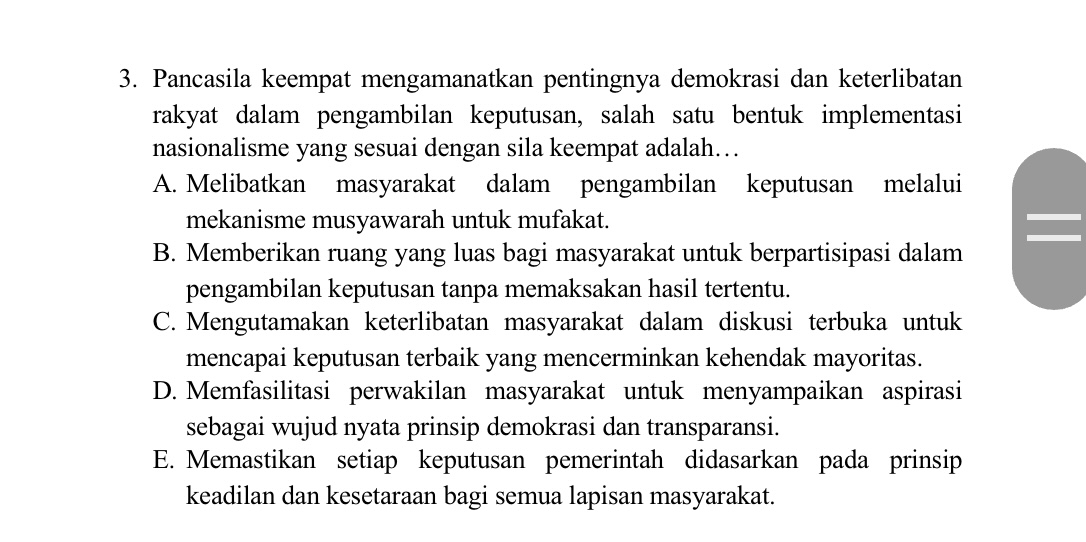 3. Pancasila keempat mengamanatkan pentingnya demokrasi dan keterlibatan
rakyat dalam pengambilan keputusan, salah satu bentuk implementasi
nasionalisme yang sesuai dengan sila keempat adalah…
A. Melibatkan masyarakat dalam pengambilan keputusan melalui
mekanisme musyawarah untuk mufakat.
B. Memberikan ruang yang luas bagi masyarakat untuk berpartisipasi dalam
pengambilan keputusan tanpa memaksakan hasil tertentu.
C. Mengutamakan keterlibatan masyarakat dalam diskusi terbuka untuk
mencapai keputusan terbaik yang mencerminkan kehendak mayoritas.
D. Memfasilitasi perwakilan masyarakat untuk menyampaikan aspirasi
sebagai wujud nyata prinsip demokrasi dan transparansi.
E. Memastikan setiap keputusan pemerintah didasarkan pada prinsip
keadilan dan kesetaraan bagi semua lapisan masyarakat.